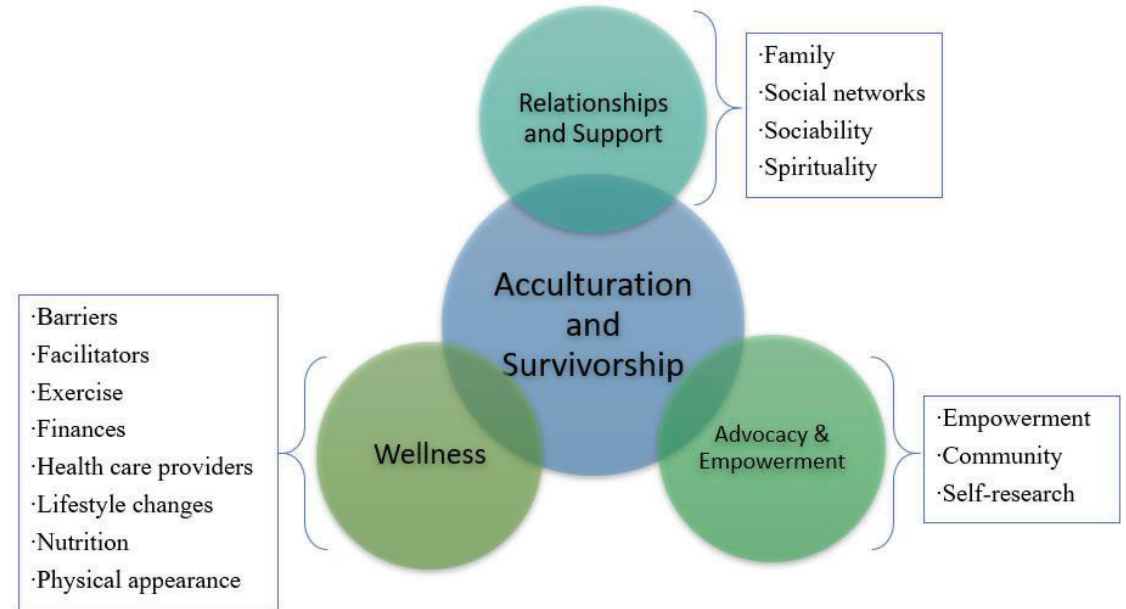 Relationships
and Support
·Family
·Social networks
·Sociability
·Spirituality
Acculturation
and
Survivorship
·Barriers
·Facilitators
·Exercise
·Finances
·Health care providers
·Lifestyle changes
·Nutrition
·Physical appearance
Wellness
Advocacy &
Empowerment
·Empowerment
·Community
·Self-research